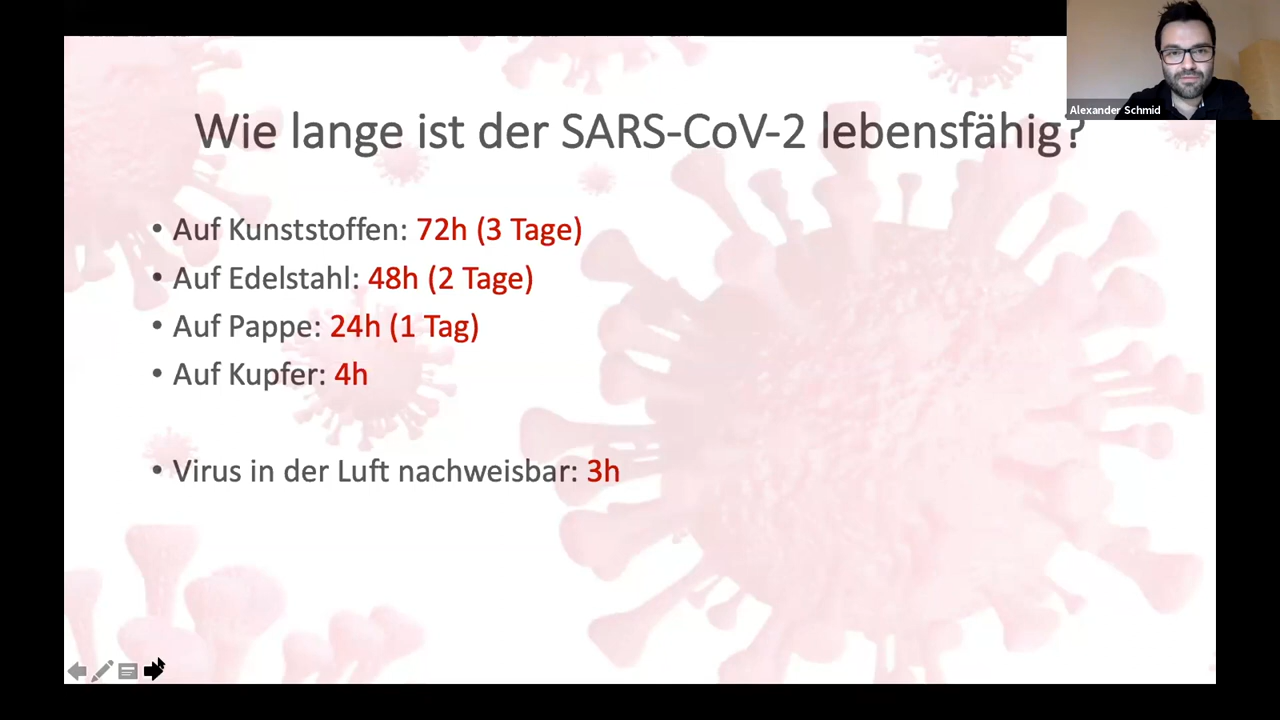 Alexander Schmid
Wie lange ist der SARS-CoV-2 lebensfähig?
• Auf Kunststoffen: 72h (3 Tage)
• Auf Edelstahl: 48h (2 Tage)
• Auf Pappe: 24h (1 Tag)
• Auf Kupfer: 4h
• Virus in der Luft nachweisbar: 3h